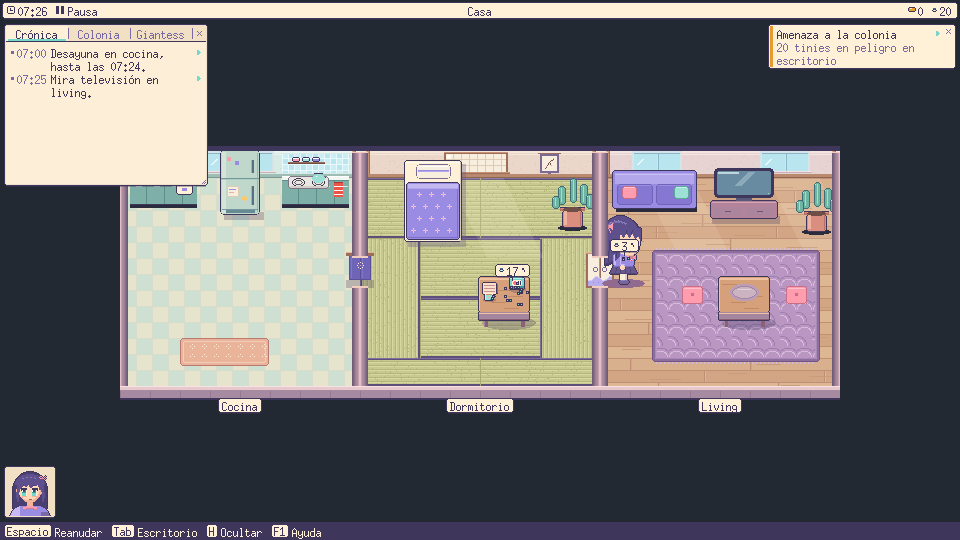 07:26 Pausa
Casa
0 20
Crónica | Colonia | Giantess | ×
07:00 Desayuna en cocina,
hasta las 07:24.
07:25 Mira televisión en
living.
Amenaza a la colonia
20 tinies en peligro en
escritorio
3
17
Cocina
Dormitorio
Living
Espacio Reanudar Tab Escritorio H Ocultar F1 Ayuda